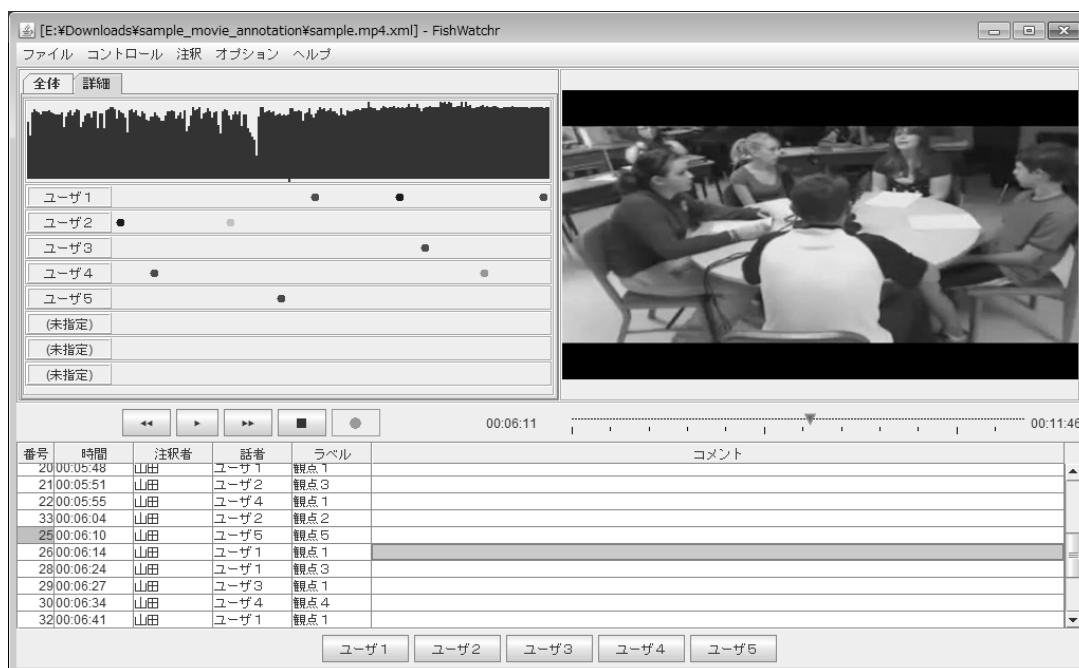 [E:¥Downloads¥sample_movie_annotation¥sample.mp4.xml] - FishWatchr
ファイル コントロール 注釈 オプション ヘルプ
全体 詳細
ユーザ1
ユーザ2
ユーザ3
ユーザ4
ユーザ5
(未指定)
(未指定)
(未指定)
00:06:11 00:11:46
番号 時間 注釈者 話者 ラベル コメント
20 00:05:48 山田 ユーザ1 観点1
21 00:05:51 山田 ユーザ2 観点3
22 00:05:55 山田 ユーザ4 観点1
33 00:06:04 山田 ユーザ2 観点2
25 00:06:10 山田 ユーザ5 観点5
26 00:06:14 山田 ユーザ1 観点1
28 00:06:24 山田 ユーザ1 観点3
29 00:06:27 山田 ユーザ3 観点1
30 00:06:34 山田 ユーザ4 観点4
32 00:06:41 山田 ユーザ1 観点1
ユーザ1 ユーザ2 ユーザ3 ユーザ4 ユーザ5